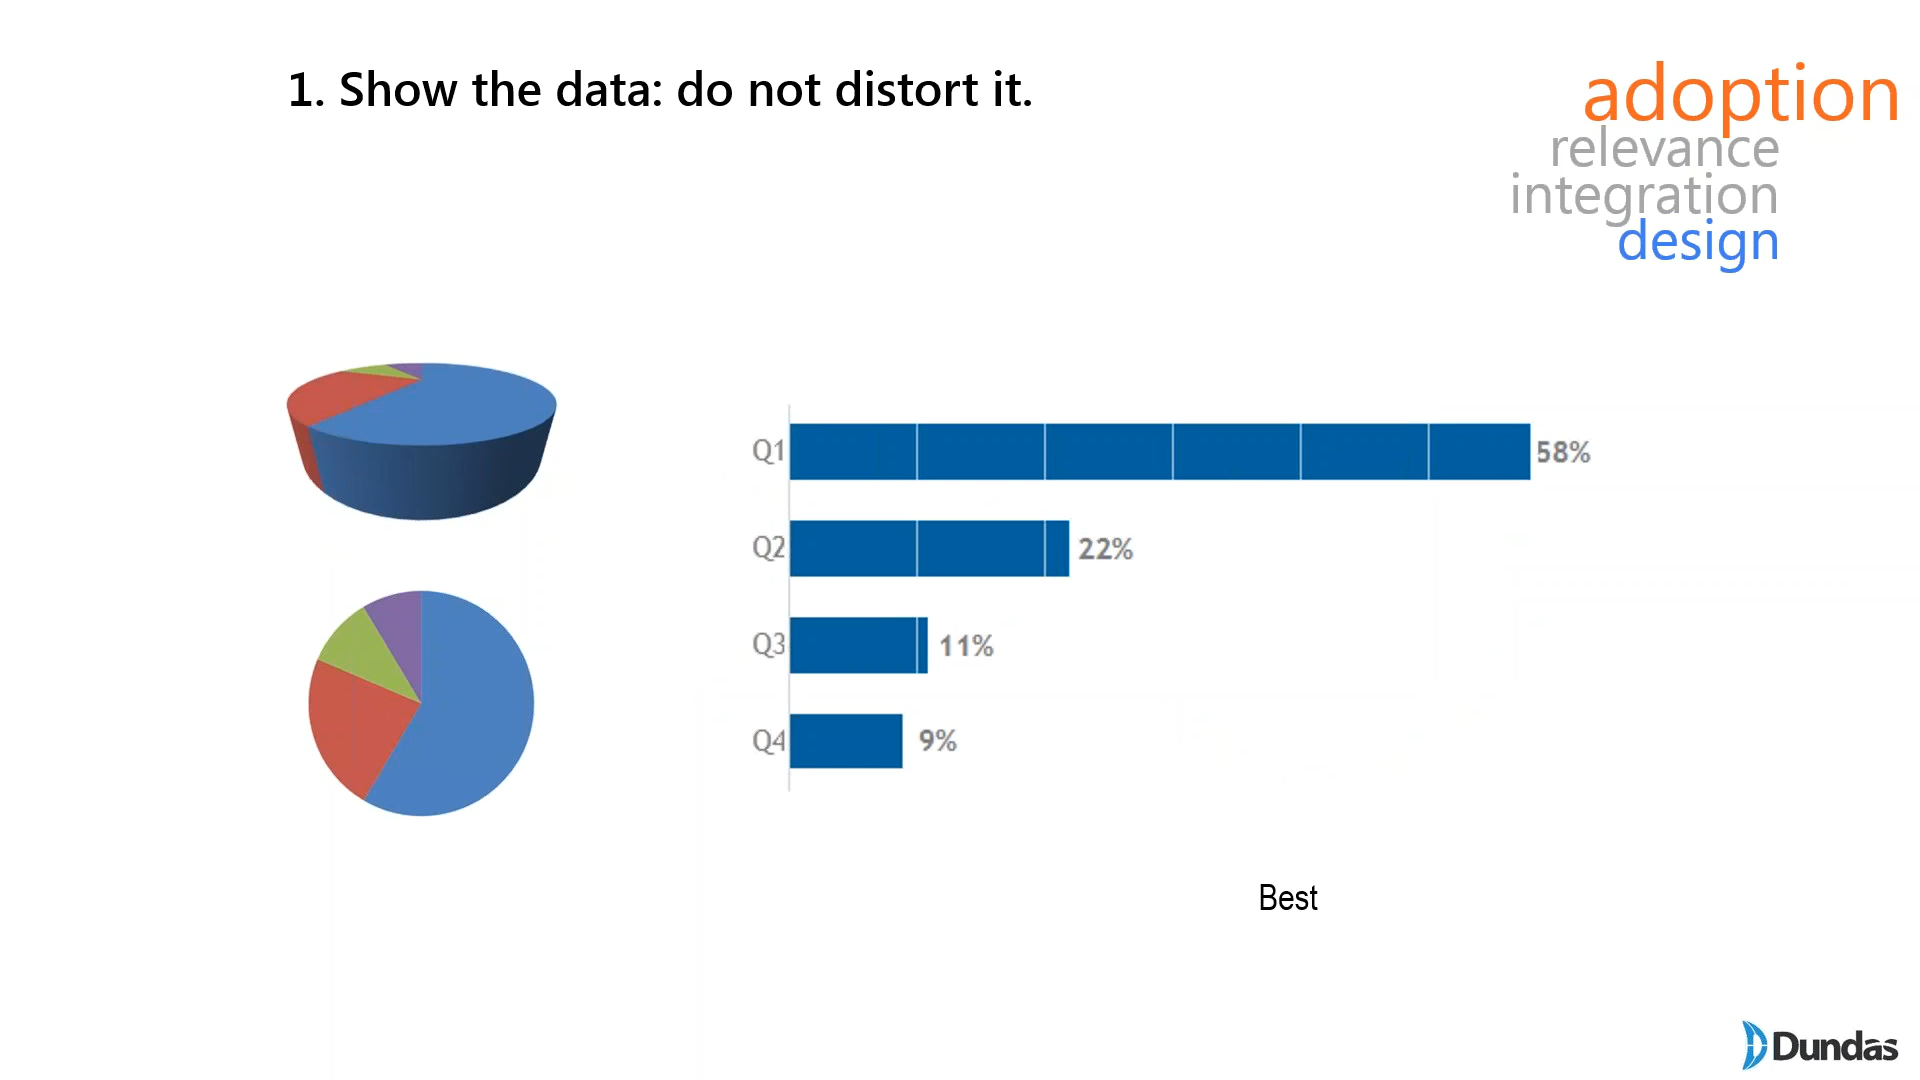 1. Show the data: do not distort it.
adoption
relevance
integration
design
Q1 58%
Q2 22%
Q3 11%
Q4 9%
Best
Dundas